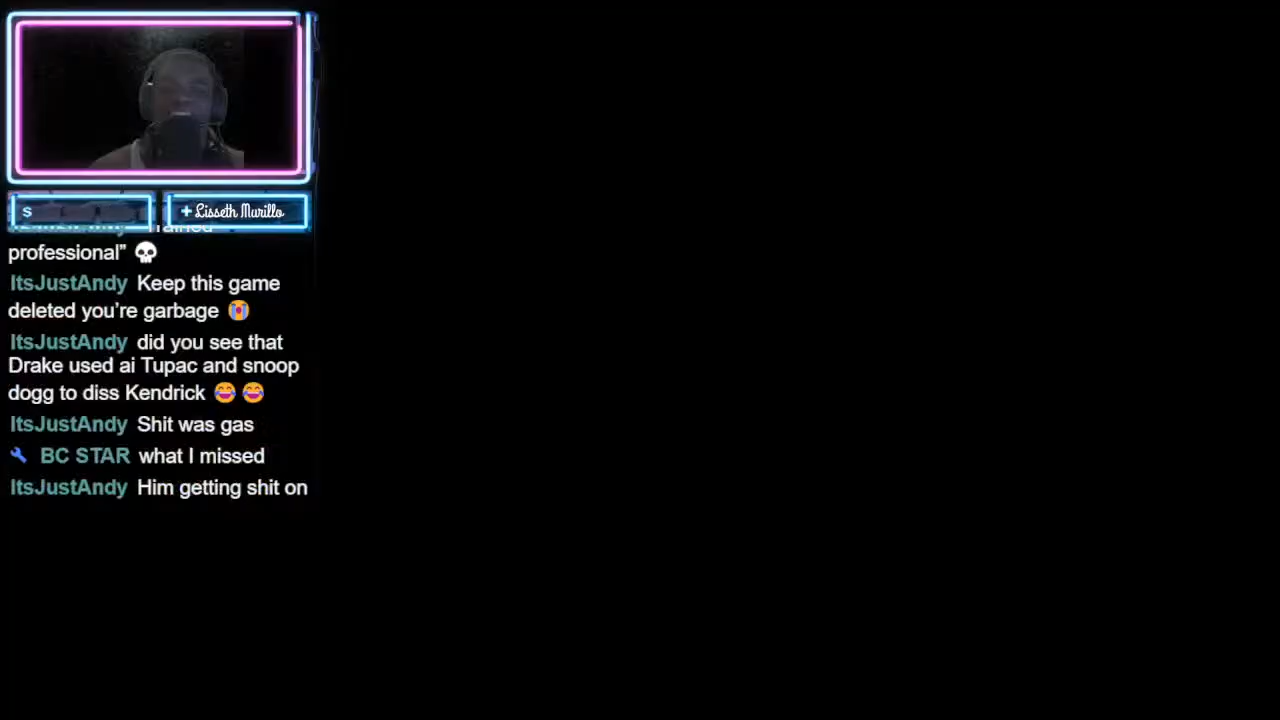 s
+ Lisseth Murillo
professional” 💀
ItsJustAndy Keep this game
deleted you’re garbage 😭
ItsJustAndy did you see that
Drake used ai Tupac and snoop
dogg to diss Kendrick 😂 😂
ItsJustAndy Shit was gas
BC STAR what I missed
ItsJustAndy Him getting shit on